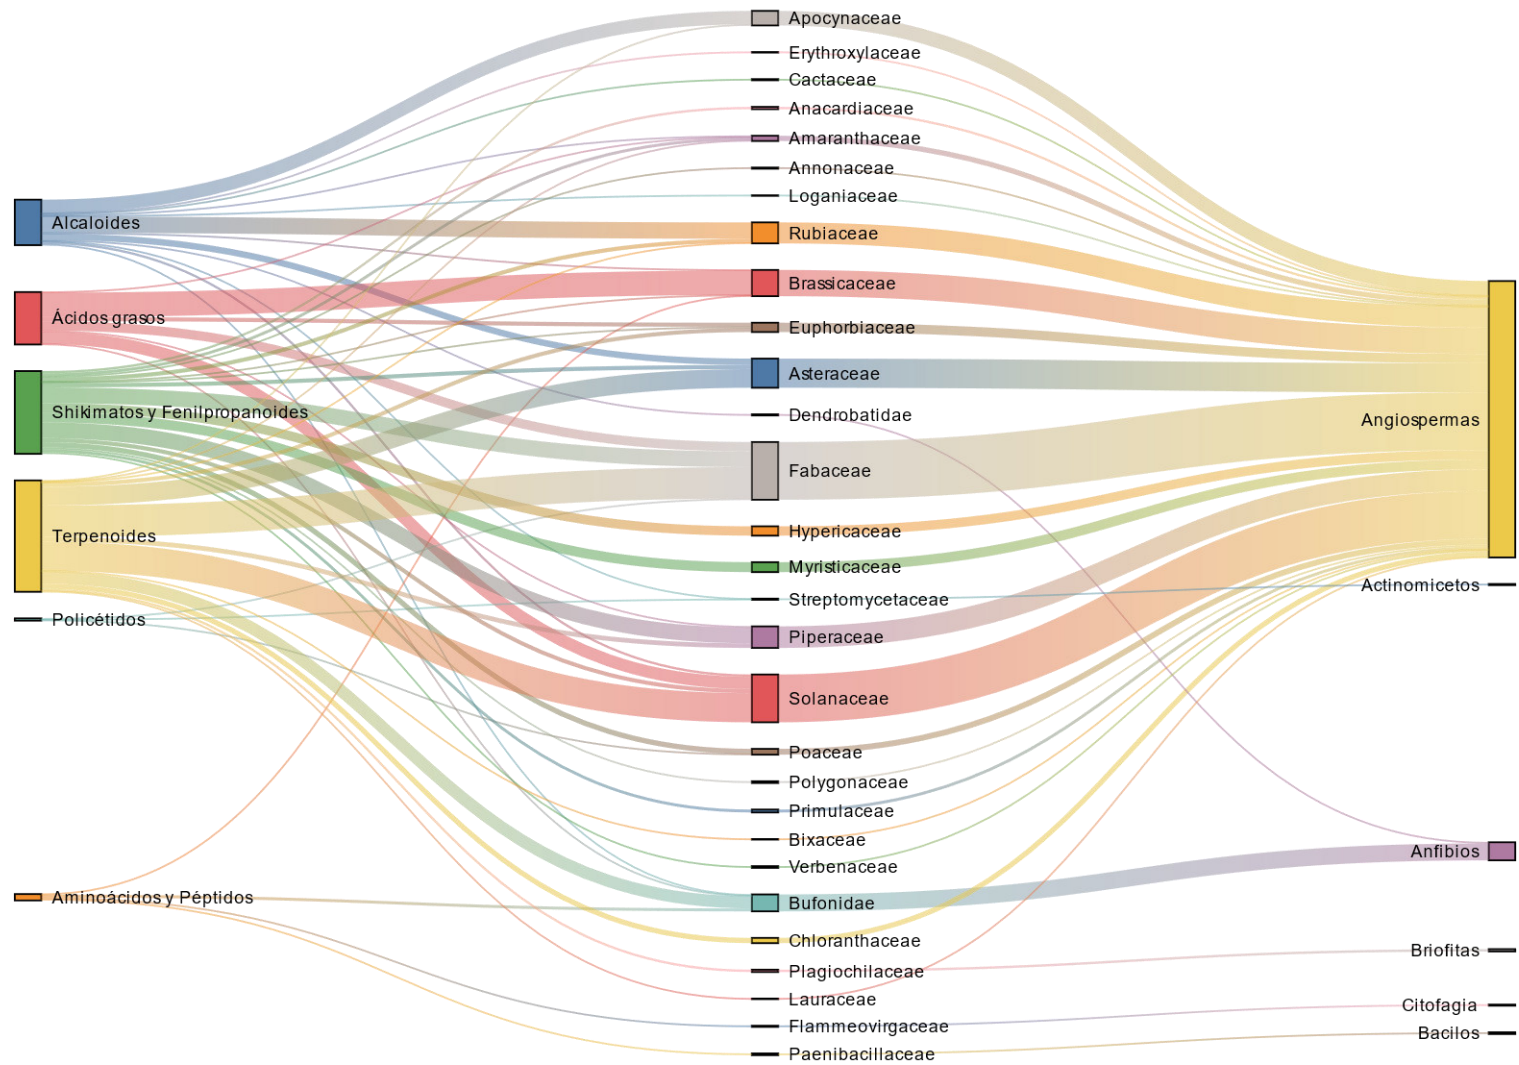 Alcaloides
Ácidos grasos
Shikimatos y Fenilpropanoides
Terpenoides
Policétidos
Aminoácidos y Péptidos
Apocynaceae
Erythroxylaceae
Cactaceae
Anacardiaceae
Amaranthaceae
Annonaceae
Loganiaceae
Rubiaceae
Brassicaceae
Euphorbiaceae
Asteraceae
Dendrobatidae
Fabaceae
Hypericaceae
Myristicaceae
Streptomycetaceae
Piperaceae
Solanaceae
Poaceae
Polygonaceae
Primulaceae
Bixaceae
Verbenaceae
Bufonidae
Chloranthaceae
Plagiochilaceae
Lauraceae
Flammeovirgaceae
Paenibacillaceae
Angiospermas
Actinomicetos
Anfibios
Briofitas
Citofagia
Bacilos